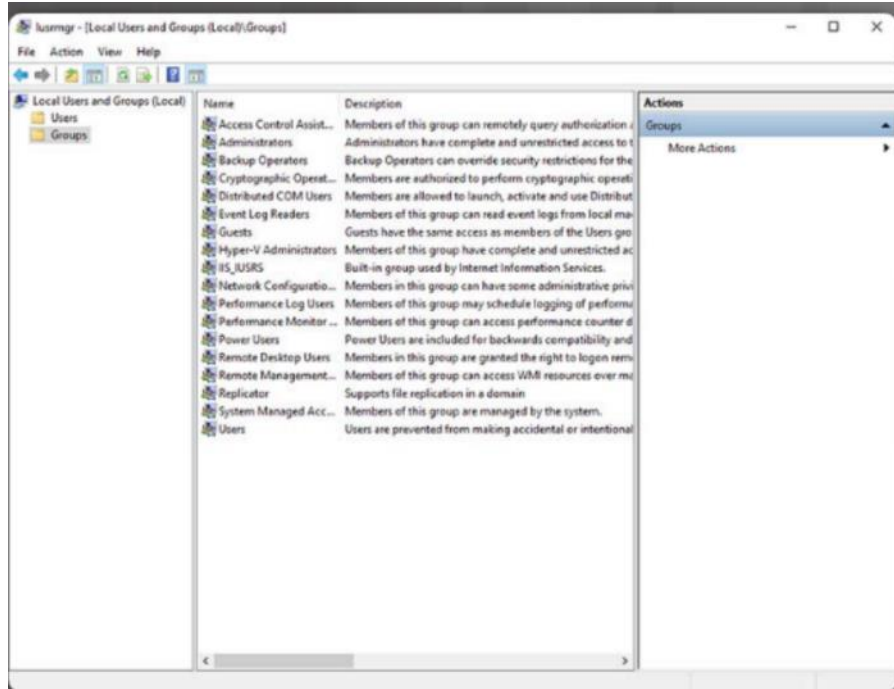 lusrmgr - [Local Users and Groups (Local)\Groups]
File Action View Help
Local Users and Groups (Local)
Users
Groups
Name Description
Access Control Assist... Members of this group can remotely query authorization
Administrators Administrators have complete and unrestricted access to t
Backup Operators Backup Operators can override security restrictions for the
Cryptographic Operat... Members are authorized to perform cryptographic operati
Distributed COM Users Members are allowed to launch, activate and use Distribut
Event Log Readers Members of this group can read event logs from local ma
Guests Guests have the same access as members of the Users gro
Hyper-V Administrators Members of this group have complete and unrestricted ac
IIS_IUSRS Built-in group used by Internet Information Services.
Network Configuratio... Members in this group can have some administrative privi
Performance Log Users Members of this group may schedule logging of performa
Performance Monitor ... Members of this group can access performance counter d
Power Users Power Users are included for backwards compatibility and
Remote Desktop Users Members in this group are granted the right to logon rem
Remote Management... Members of this group can access WMI resources over ma
Replicator Supports file replication in a domain
System Managed Acc... Members of this group are managed by the system.
Users Users are prevented from making accidental or intentional
Actions
Groups
More Actions